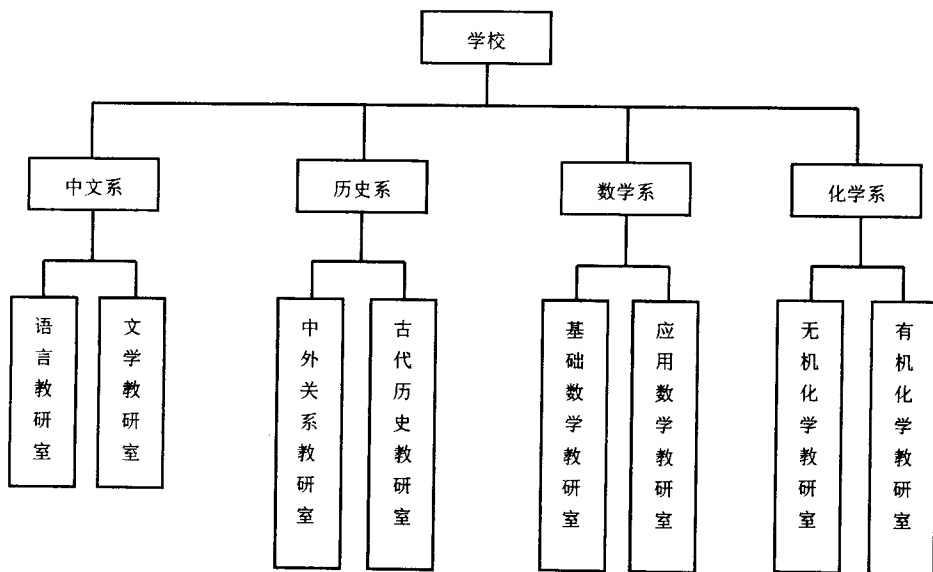 学校
中文系
历史系
数学系
化学系
语言教研室
文学教研室
中外关系教研室
古代历史教研室
基础数学教研室
应用数学教研室
无机化学教研室
有机化学教研室